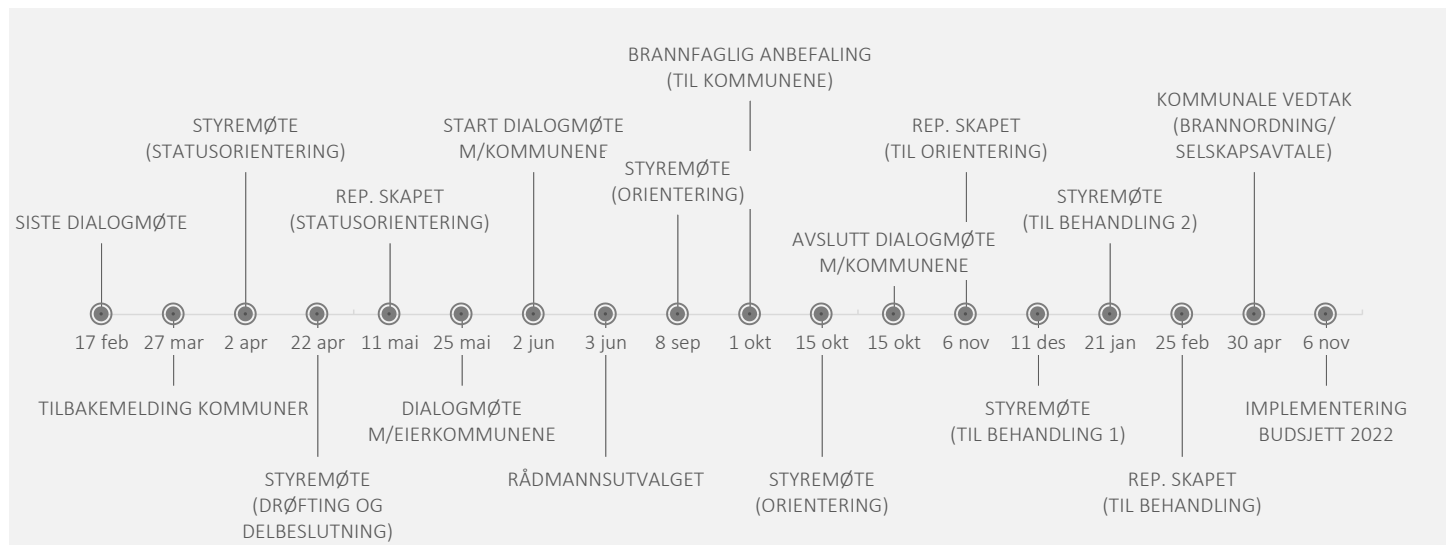 BRANNFAGLIG ANBEFALING
(TIL KOMMUNENE)
KOMMUNALE VEDTAK
(BRANNORDNING/
SELSKAPSAVTALE)
STYREMØTE
(STATUSORIENTERING)
START DIALOGMØTE
M/KOMMUNENE
REP. SKAPET
(TIL ORIENTERING)
STYREMØTE
(ORIENTERING)
REP. SKAPET
(STATUSORIENTERING)
STYREMØTE
(TIL BEHANDLING 2)
SISTE DIALOGMØTE
AVSLUTT DIALOGMØTE
M/KOMMUNENE
17 feb 27 mar 2 apr 22 apr 11 mai 25 mai 2 jun 3 jun 8 sep 1 okt 15 okt 15 okt 6 nov 11 des 21 jan 25 feb 30 apr 6 nov
TILBAKEMELDING KOMMUNER
DIALOGMØTE
M/EIERKOMMUNENE
STYREMØTE
(TIL BEHANDLING 1)
IMPLEMENTERING
BUDSJETT 2022
STYREMØTE
(DRØFTING OG
DELBESLUTNING)
RÅDMANNSUTVALGET
STYREMØTE
(ORIENTERING)
REP. SKAPET
(TIL BEHANDLING)